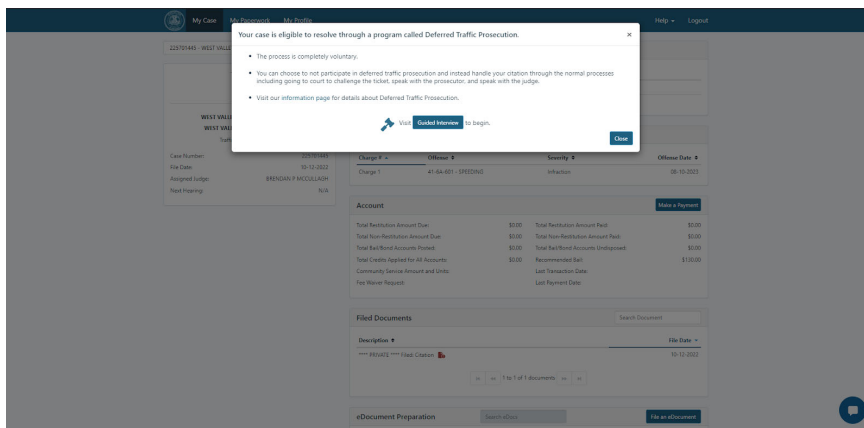 My Case My Paperwork My Profile Help Logout
Your case is eligible to resolve through a program called Deferred Traffic Prosecution. ×
• The process is completely voluntary.
• You can choose to not participate in deferred traffic prosecution and instead handle your citation through the normal processes
including going to court to challenge the ticket, speak with the prosecutor, and speak with the judge.
• Visit our information page for details about Deferred Traffic Prosecution.
Visit Guided Interview to begin.
Close
WEST VALLE
WEST VAL
Traffi
Case Number:
File Date: 10-12-2022
Assigned Judge: BRENDAN P MCCULLAGH
Next Hearing: N/A
Charge # Offense Severity Offense Date
Charge 1 41-6A-601 - SPEEDING Infraction
Account Make a Payment
Total Restitution Amount Due: $0.00 Total Restitution Amount Paid: $0.00
Total Non-Restitution Amount Due: $0.00 Total Non-Restitution Amount Paid: $0.00
Total Bail/Bond Accounts Posted: $0.00 Total Bail/Bond Accounts Undisposed: $0.00
Total Credits Applied for All Accounts: $0.00 Recommended Bail:
Community Service Amount and Units: Last Transaction Date:
Fee Waiver Request: Last Payment Date:
Filed Documents Search Document
Description File Date
**** PRIVATE **** Filed: Citation 10-12-2022
1 to 1 of 1 documents
eDocument Preparation Search eDocs File an eDocument